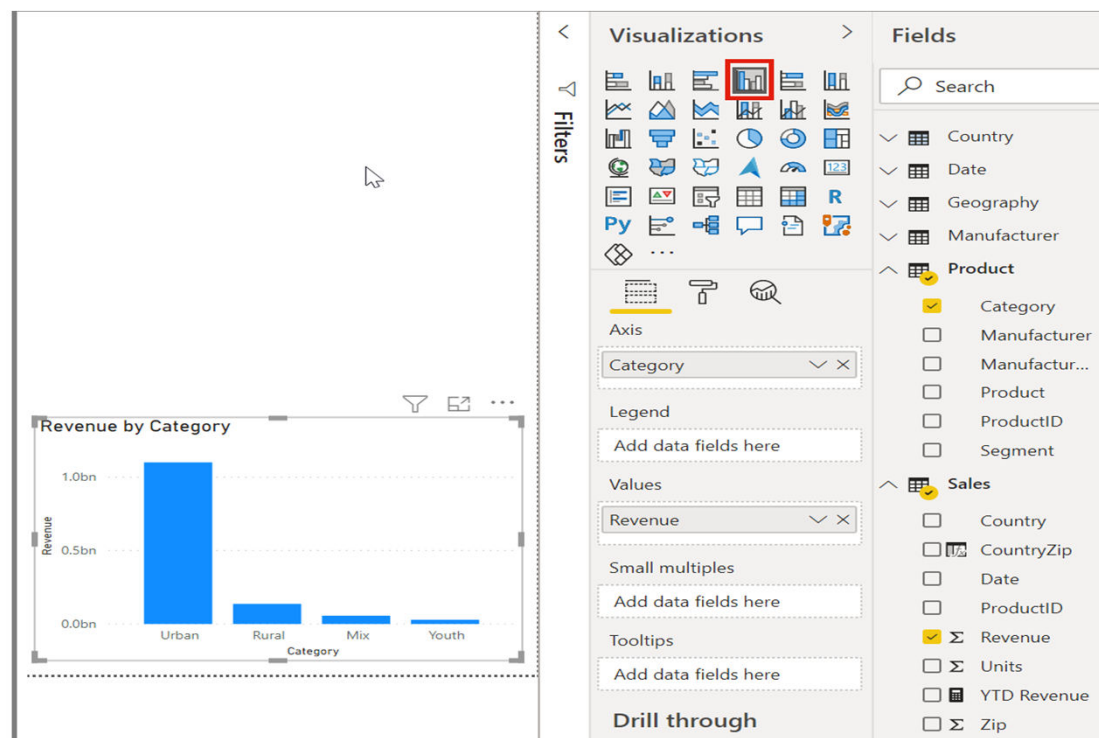 Filters
Revenue by Category
1.0bn
0.5bn
0.0bn
Revenue
Urban Rural Mix Youth
Category
Visualizations
123
R
Py
...
Axis
Category
Legend
Add data fields here
Values
Revenue
Small multiples
Add data fields here
Tooltips
Add data fields here
Drill through
Fields
Search
Country
Date
Geography
Manufacturer
Product
Category
Manufacturer
Manufactur...
Product
ProductID
Segment
Sales
Country
CountryZip
Date
ProductID
Σ Revenue
Σ Units
YTD Revenue
Σ Zip